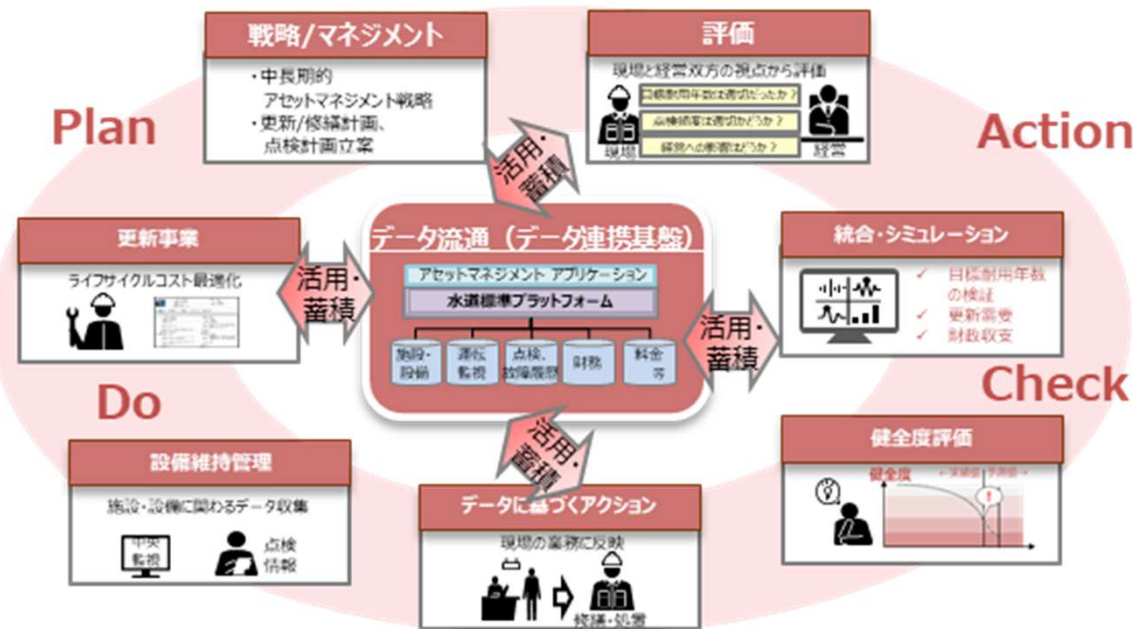 戦略/マネジメント
・中長期的
アセットマネジメント戦略
・更新/修繕計画、
点検計画立案
評価
現場と経営双方の視点から評価
目標耐用年数は適切だったか？
点検頻度は適切かどうか？
経営への影響はどうか？
現場
経営
Plan
Action
活用・
蓄積
更新事業
ライフサイクルコスト最適化
活用・
蓄積
データ流通（データ連携基盤）
アセットマネジメント アプリケーション
水道標準プラットフォーム
施設・
設備
運転
監視
点検、
故障履歴
財務
料金
等
活用・
蓄積
統合・シミュレーション
✓ 目標耐用年数
の検証
✓ 更新需要
✓ 財政収支
Do
Check
設備維持管理
施設・設備に関わるデータ収集
中央
監視
点検
情報
活用・
蓄積
データに基づくアクション
現場の業務に反映
修繕・処置
健全度評価
健全度
←実績値
予測値→
!